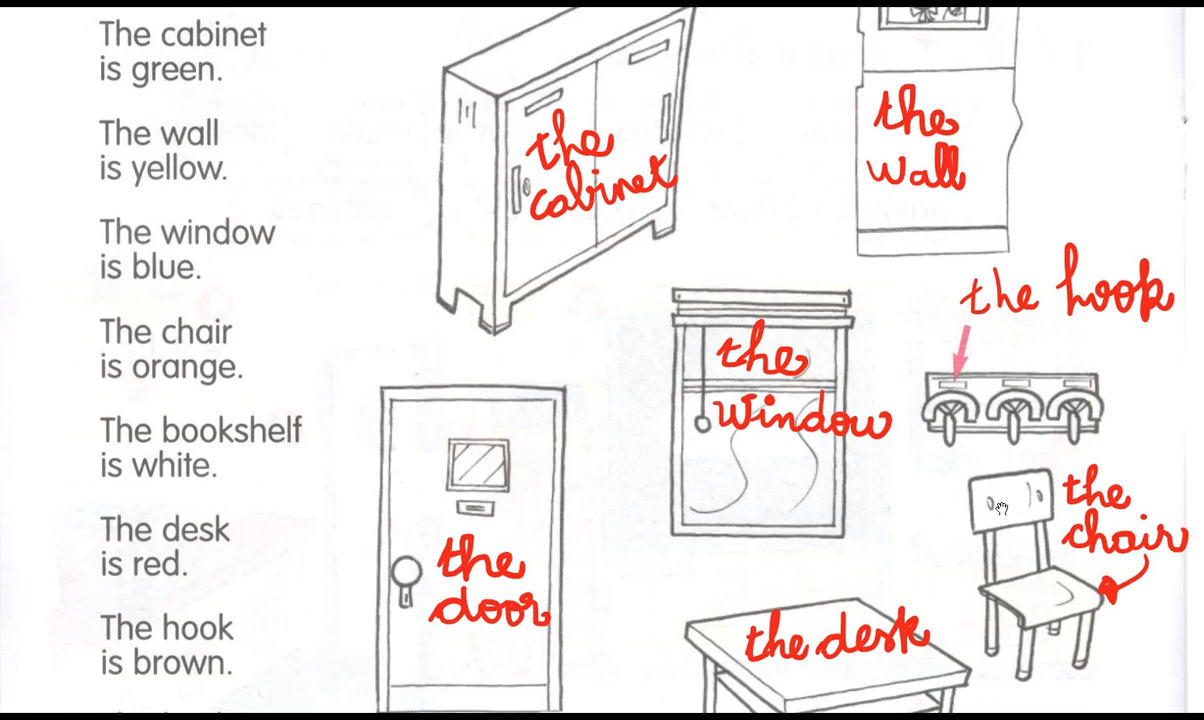 The cabinet
is green.
The wall
is yellow.
The window
is blue.
The chair
is orange.
The bookshelf
is white.
The desk
is red.
The hook
is brown.
the
cabinet
the
wall
the hook
the
window
the
chair
the
door
the desk